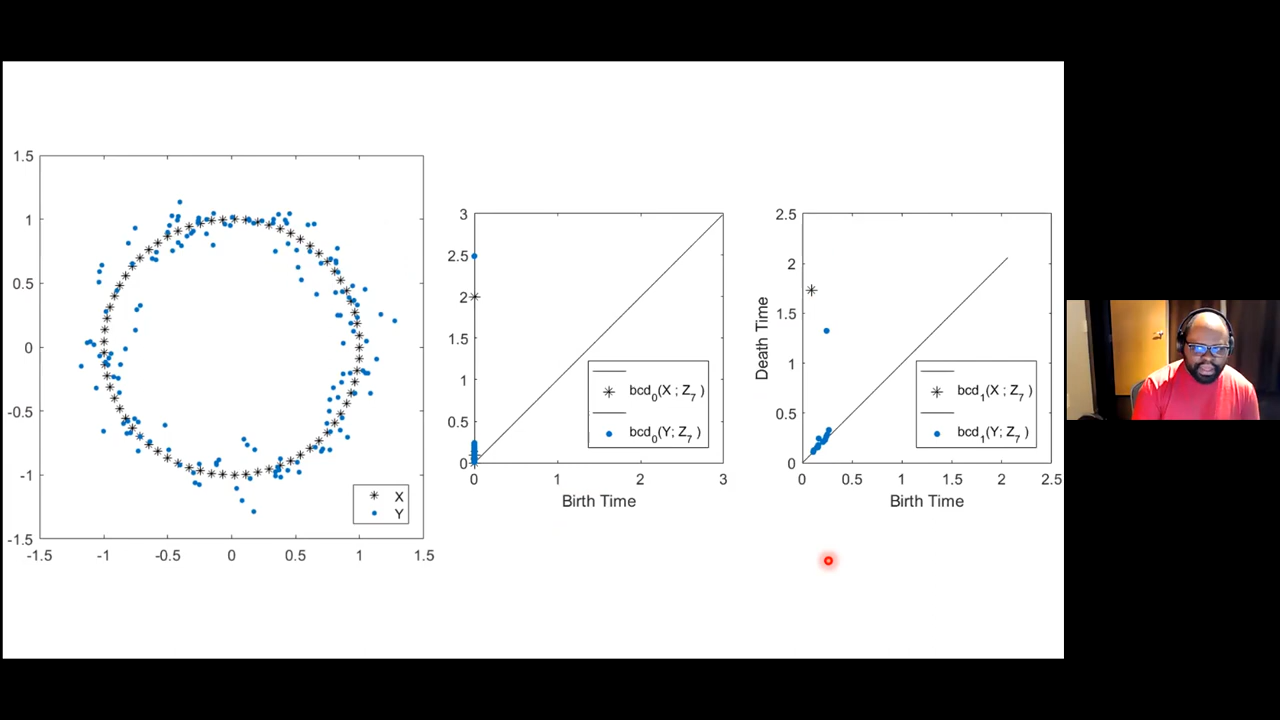 1.5
1
0.5
0
-0.5
-1
-1.5
-1.5 -1 -0.5 0 0.5 1 1.5
X
Y
3
2.5
2
1.5
1
0.5
0
0 1 2 3
Birth Time
bcd0(X ; Z7 )
bcd0(Y; Z7 )
Death Time
2.5
2
1.5
1
0.5
0
0 0.5 1 1.5 2 2.5
Birth Time
bcd1(X ; Z7 )
bcd1(Y; Z7 )